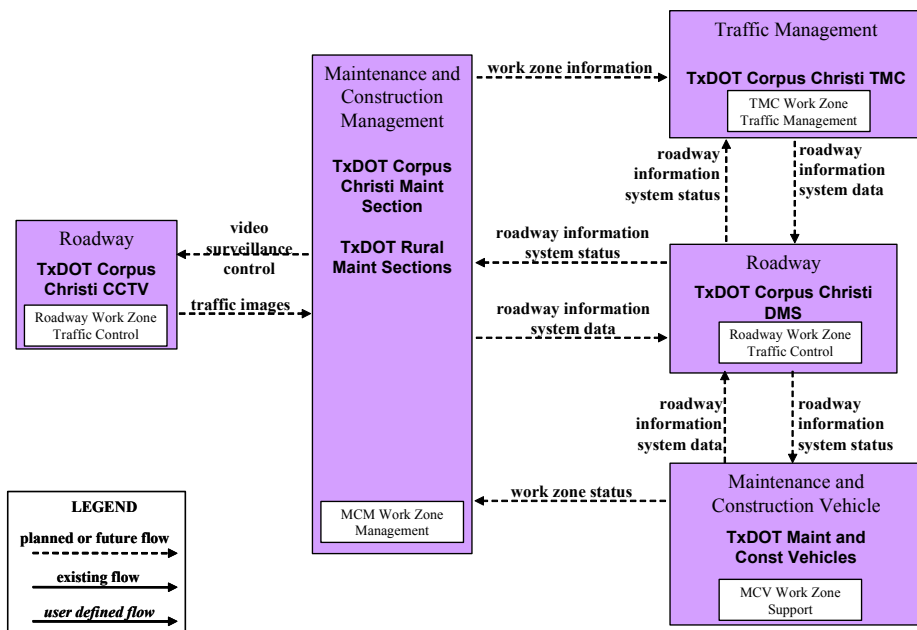 Traffic Management
TxDOT Corpus Christi TMC
TMC Work Zone
Traffic Management
Maintenance and
Construction
Management
TxDOT Corpus
Christi Maint
Section
TxDOT Rural
Maint Sections
MCM Work Zone
Management
work zone information
roadway
information
system status
roadway
information
system data
Roadway
TxDOT Corpus
Christi CCTV
Roadway Work Zone
Traffic Control
video
surveillance
control
traffic images
roadway information
system status
roadway information
system data
Roadway
TxDOT Corpus Christi
DMS
Roadway Work Zone
Traffic Control
roadway
information
system data
roadway
information
system status
work zone status
Maintenance and
Construction Vehicle
TxDOT Maint and
Const Vehicles
MCV Work Zone
Support
LEGEND
planned or future flow
existing flow
user defined flow